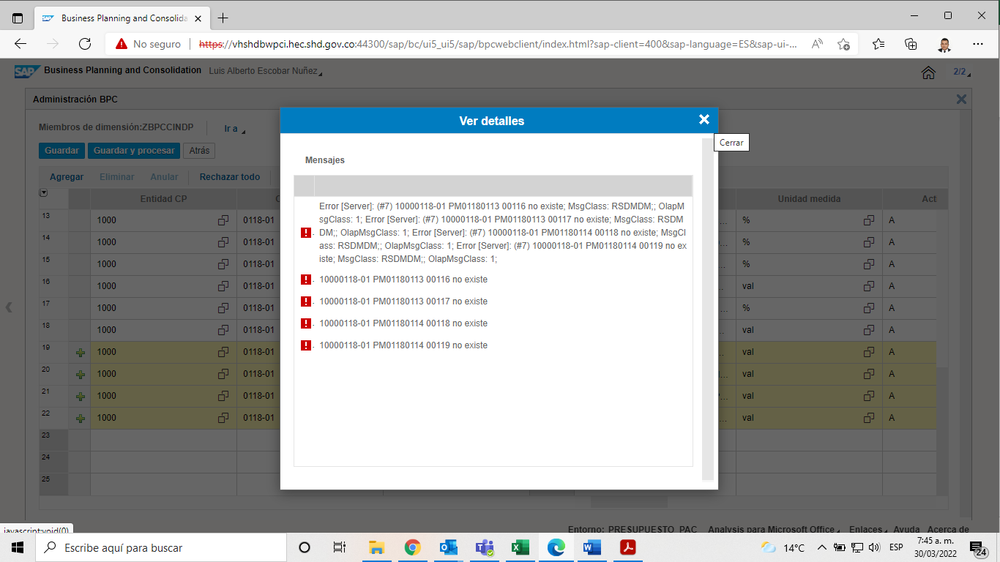 Business Planning and Consolida
No seguro
https://vhshdbwpci.hec.shd.gov.co:44300/sap/bc/ui5_ui5/sap/bpcwebclient/index.html?sap-client=400&sap-language=ES&sap-ui-...
SAP Business Planning and Consolidation Luis Alberto Escobar Nuñez
2/2
Administración BPC
Miembros de dimensión:ZBPCCINDP
Ir a
Guardar Guardar y procesar Atrás
Agregar Eliminar Anular Rechazar todo
Entidad CP
Unidad medida
Acti
13 1000 0118-01 % A
14 1000 0118-01 % A
15 1000 0118-01 % A
16 1000 0118-01 val A
17 1000 0118-01 % A
18 1000 0118-01 val A
19 1000 0118-01 val A
20 1000 0118-01 val A
21 1000 0118-01 val A
22 1000 0118-01 val A
23
24
25
Ver detalles
Cerrar
Mensajes
Error [Server]: (#7) 10000118-01 PM01180113 00116 no existe; MsgClass: RSDMDM;; OlapM
sgClass: 1; Error [Server]: (#7) 10000118-01 PM01180113 00117 no existe; MsgClass: RSDM
DM;; OlapMsgClass: 1; Error [Server]: (#7) 10000118-01 PM01180114 00118 no existe; MsgCl
ass: RSDMDM;; OlapMsgClass: 1; Error [Server]: (#7) 10000118-01 PM01180114 00119 no ex
iste; MsgClass: RSDMDM;; OlapMsgClass: 1;
10000118-01 PM01180113 00116 no existe
10000118-01 PM01180113 00117 no existe
10000118-01 PM01180114 00118 no existe
10000118-01 PM01180114 00119 no existe
javascript:void(0)
Entorno: PRESUPUESTO_PAC Analysis para Microsoft Office Enlaces Ayuda Acerca de
Escribe aquí para buscar
14°C
ESP
7:45 a. m.
30/03/2022
24